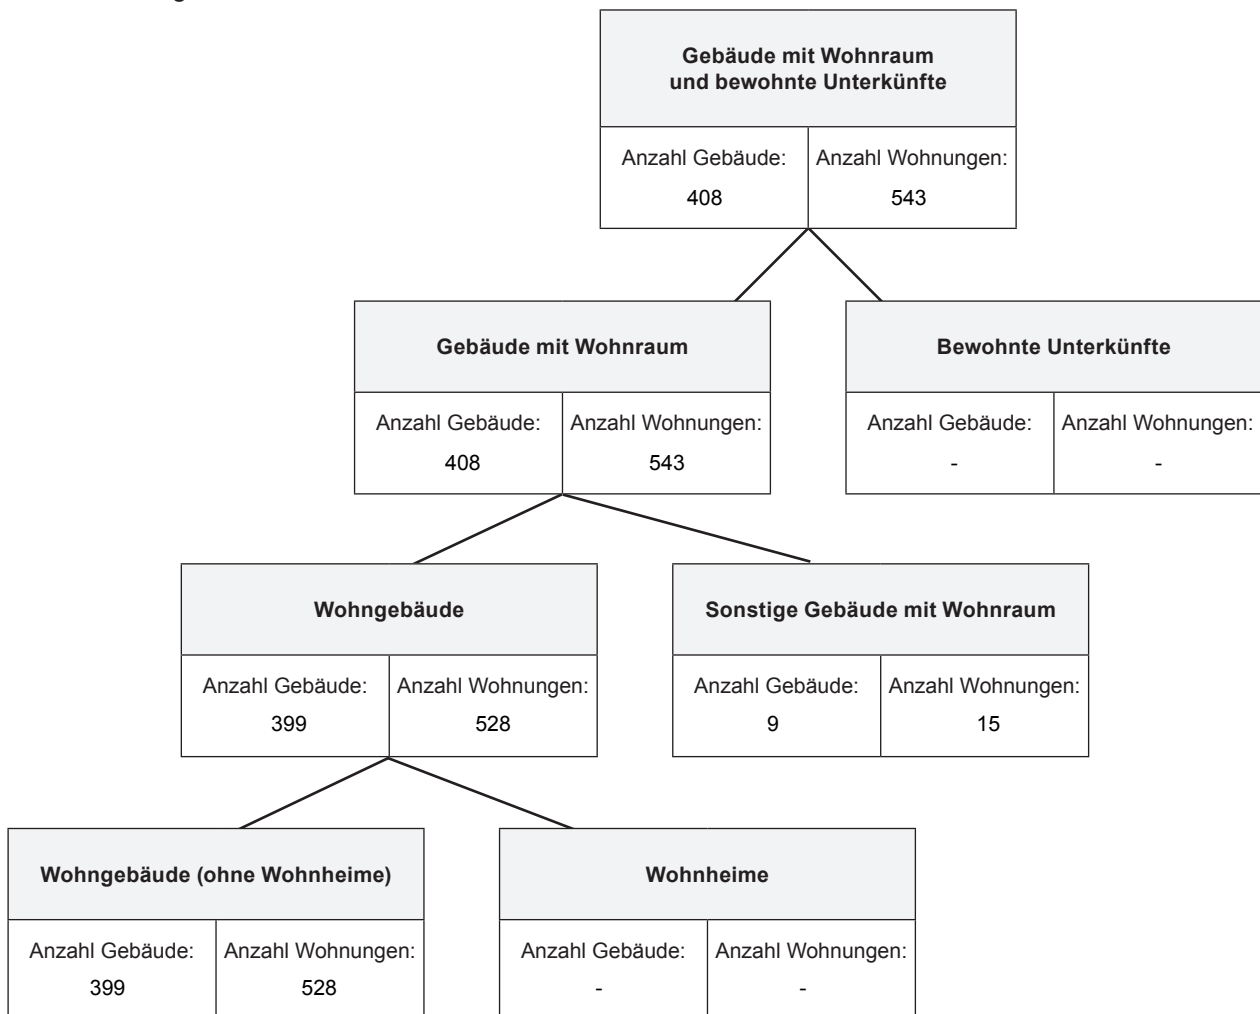 Gebäude mit Wohnraum
und bewohnte Unterkünfte
Anzahl Gebäude: Anzahl Wohnungen:
408 543
Gebäude mit Wohnraum
Anzahl Gebäude: Anzahl Wohnungen:
408 543
Bewohnte Unterkünfte
Anzahl Gebäude: Anzahl Wohnungen:
- -
Wohngebäude
Anzahl Gebäude: Anzahl Wohnungen:
399 528
Sonstige Gebäude mit Wohnraum
Anzahl Gebäude: Anzahl Wohnungen:
9 15
Wohngebäude (ohne Wohnheime)
Anzahl Gebäude: Anzahl Wohnungen:
399 528
Wohnheime
Anzahl Gebäude: Anzahl Wohnungen:
- -